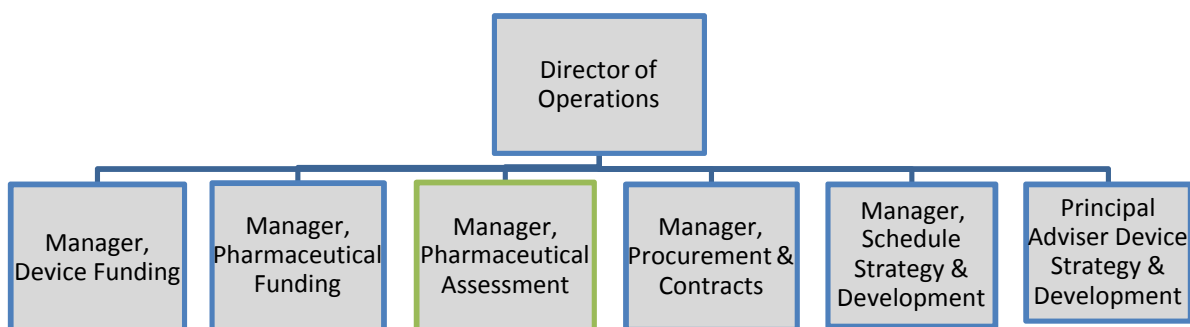 Director of
Operations
Manager,
Device Funding
Manager,
Pharmaceutical
Funding
Manager,
Pharmaceutical
Assessment
Manager,
Procurement &
Contracts
Manager,
Schedule
Strategy &
Development
Principal
Adviser Device
Strategy &
Development